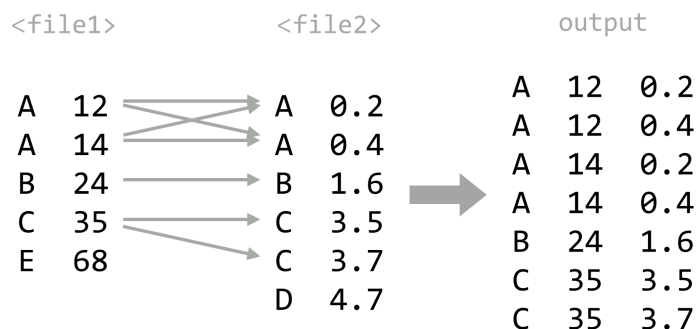 <file1>
A 12
A 14
B 24
C 35
E 68
<file2>
A 0.2
A 0.4
B 1.6
C 3.5
C 3.7
D 4.7
output
A 12 0.2
A 12 0.4
A 14 0.2
A 14 0.4
B 24 1.6
C 35 3.5
C 35 3.7